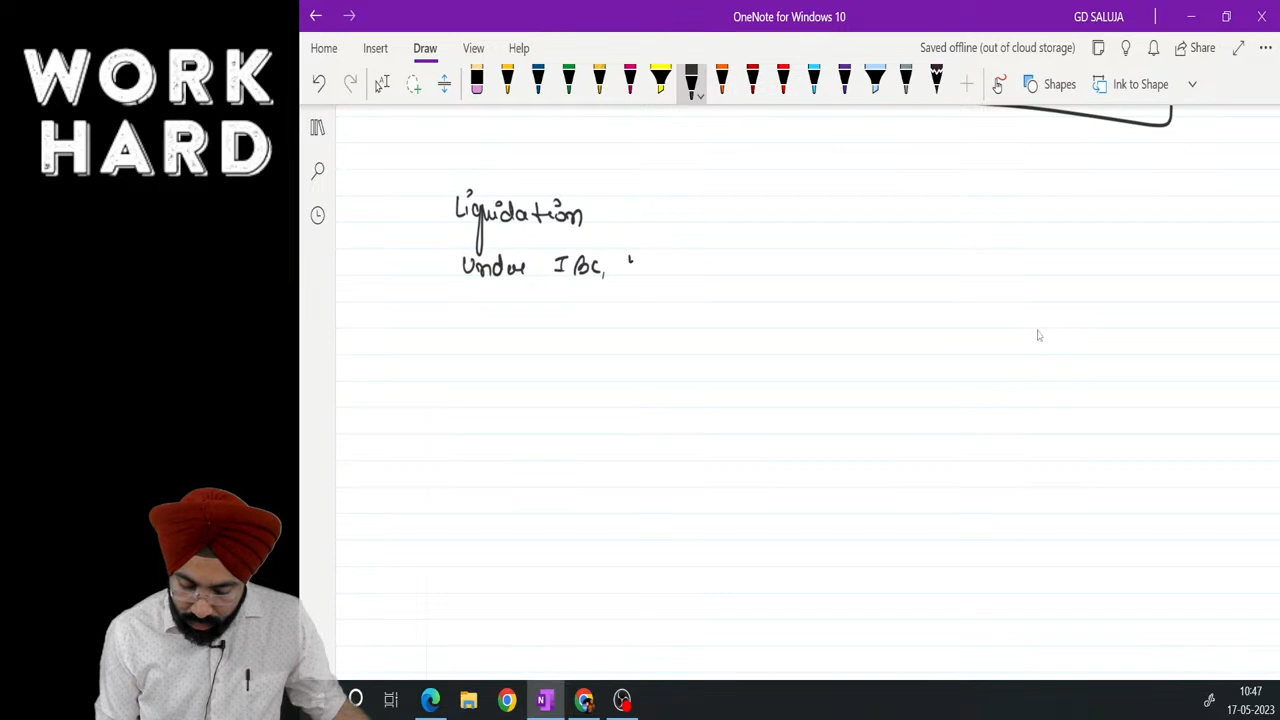 WORK
HARD
OneNote for Windows 10
GD SALUJA
Home Insert Draw View Help
Saved offline (out of cloud storage)
Share
Shapes
Ink to Shape
Liquidation
Under IBC,
10:47
17-05-2023